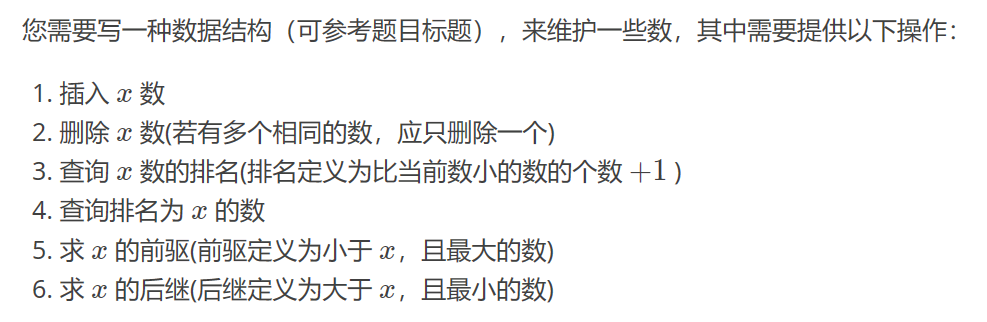 您需要写一种数据结构（可参考题目标题），来维护一些数，其中需要提供以下操作：
1. 插入 x 数
2. 删除 x 数(若有多个相同的数，应只删除一个)
3. 查询 x 数的排名(排名定义为比当前数小的数的个数 +1 )
4. 查询排名为 x 的数
5. 求 x 的前驱(前驱定义为小于 x，且最大的数)
6. 求 x 的后继(后继定义为大于 x，且最小的数)